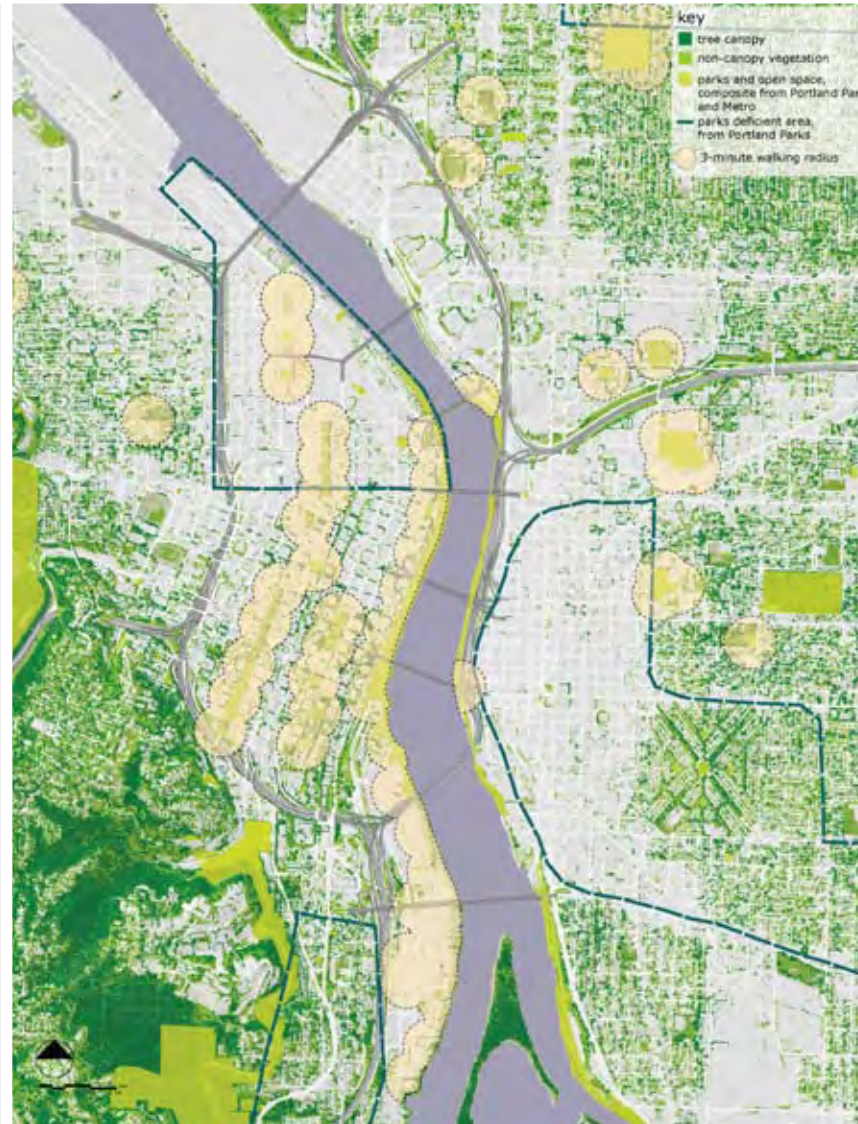 key
tree canopy
non-canopy vegetation
parks and open space,
composite from Portland Par
and Metro
parks deficient area,
from Portland Parks
3-minute walking radius